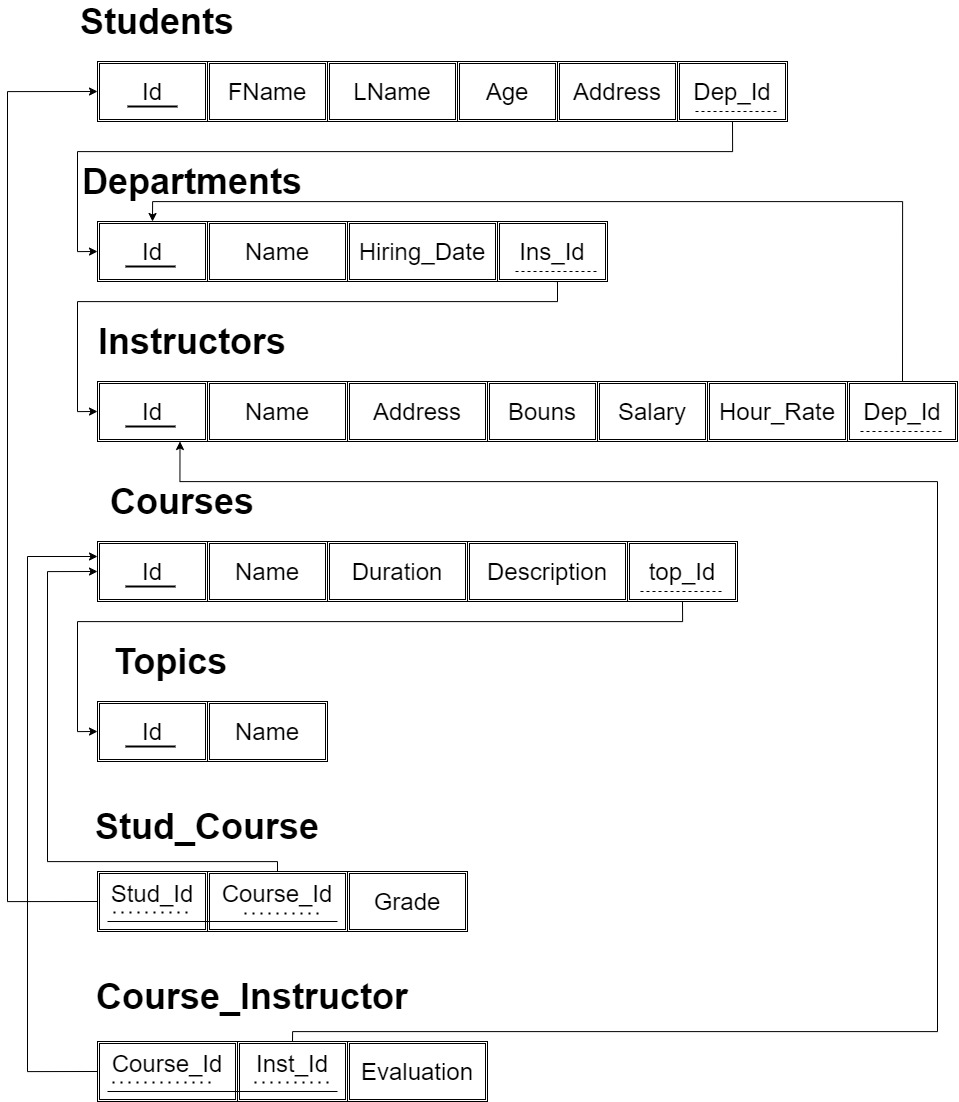 Students
Id FName LName Age Address Dep_Id
Departments
Id Name Hiring_Date Ins_Id
Instructors
Id Name Address Bouns Salary Hour_Rate Dep_Id
Courses
Id Name Duration Description top_Id
Topics
Id Name
Stud_Course
Stud_Id Course_Id Grade
Course_Instructor
Course_Id Inst_Id Evaluation